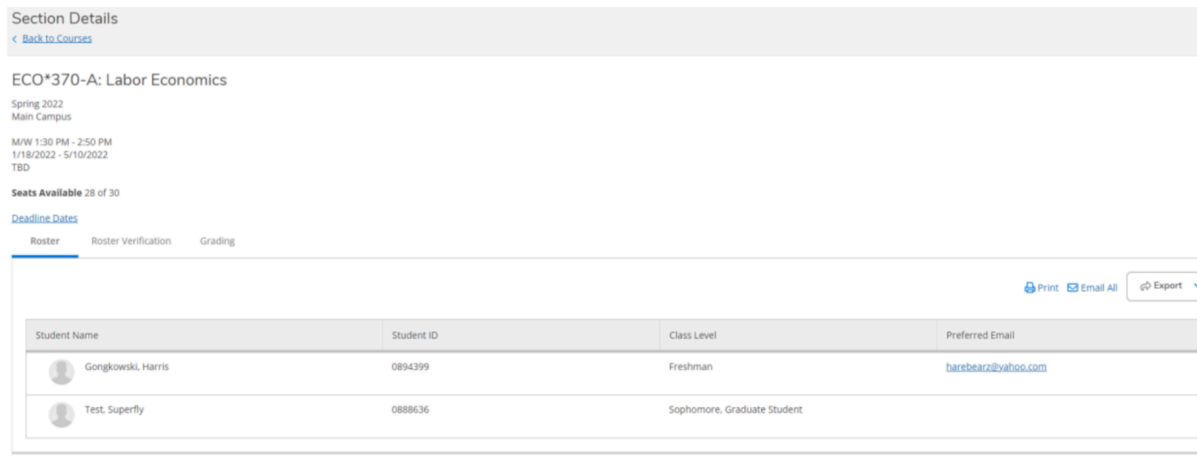 Section Details
< Back to Courses
ECO*370-A: Labor Economics
Spring 2022
Main Campus
M/W 1:30 PM - 2:50 PM
1/18/2022 - 5/10/2022
TBD
Seats Available 28 of 30
Deadline Dates
Roster Roster Verification Grading
Print Email All Export
Student Name Student ID Class Level Preferred Email
Gongkowski, Harris 0894399 Freshman harebearz@yahoo.com
Test, Superfly 0888636 Sophomore, Graduate Student